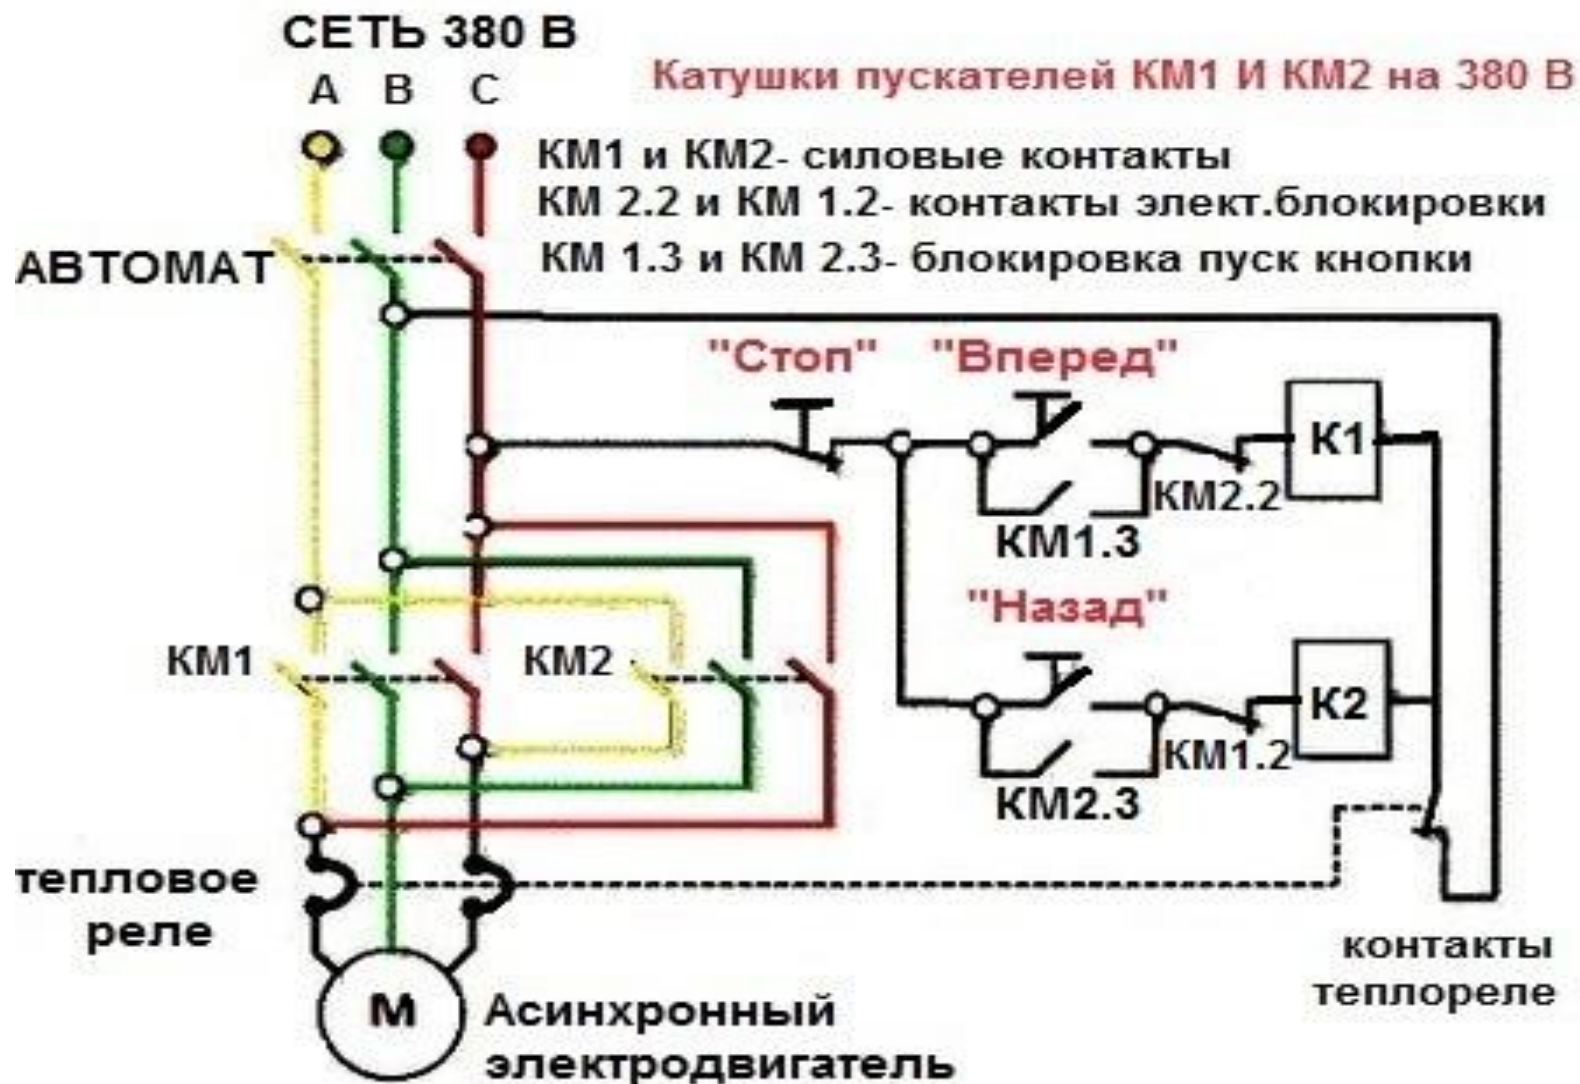 СЕТЬ 380 В
А В С
Катушки пускателей КМ1 И КМ2 на 380 В
КМ1 и КМ2- силовые контакты
КМ 2.2 и КМ 1.2- контакты элект.блокировки
КМ 1.3 и КМ 2.3- блокировка пуск кнопки
АВТОМАТ
"Стоп" "Вперед"
К1
КМ2.2
КМ1.3
"Назад"
КМ1 КМ2
К2
КМ1.2
КМ2.3
тепловое
реле
контакты
теплореле
М
Асинхронный
электродвигатель